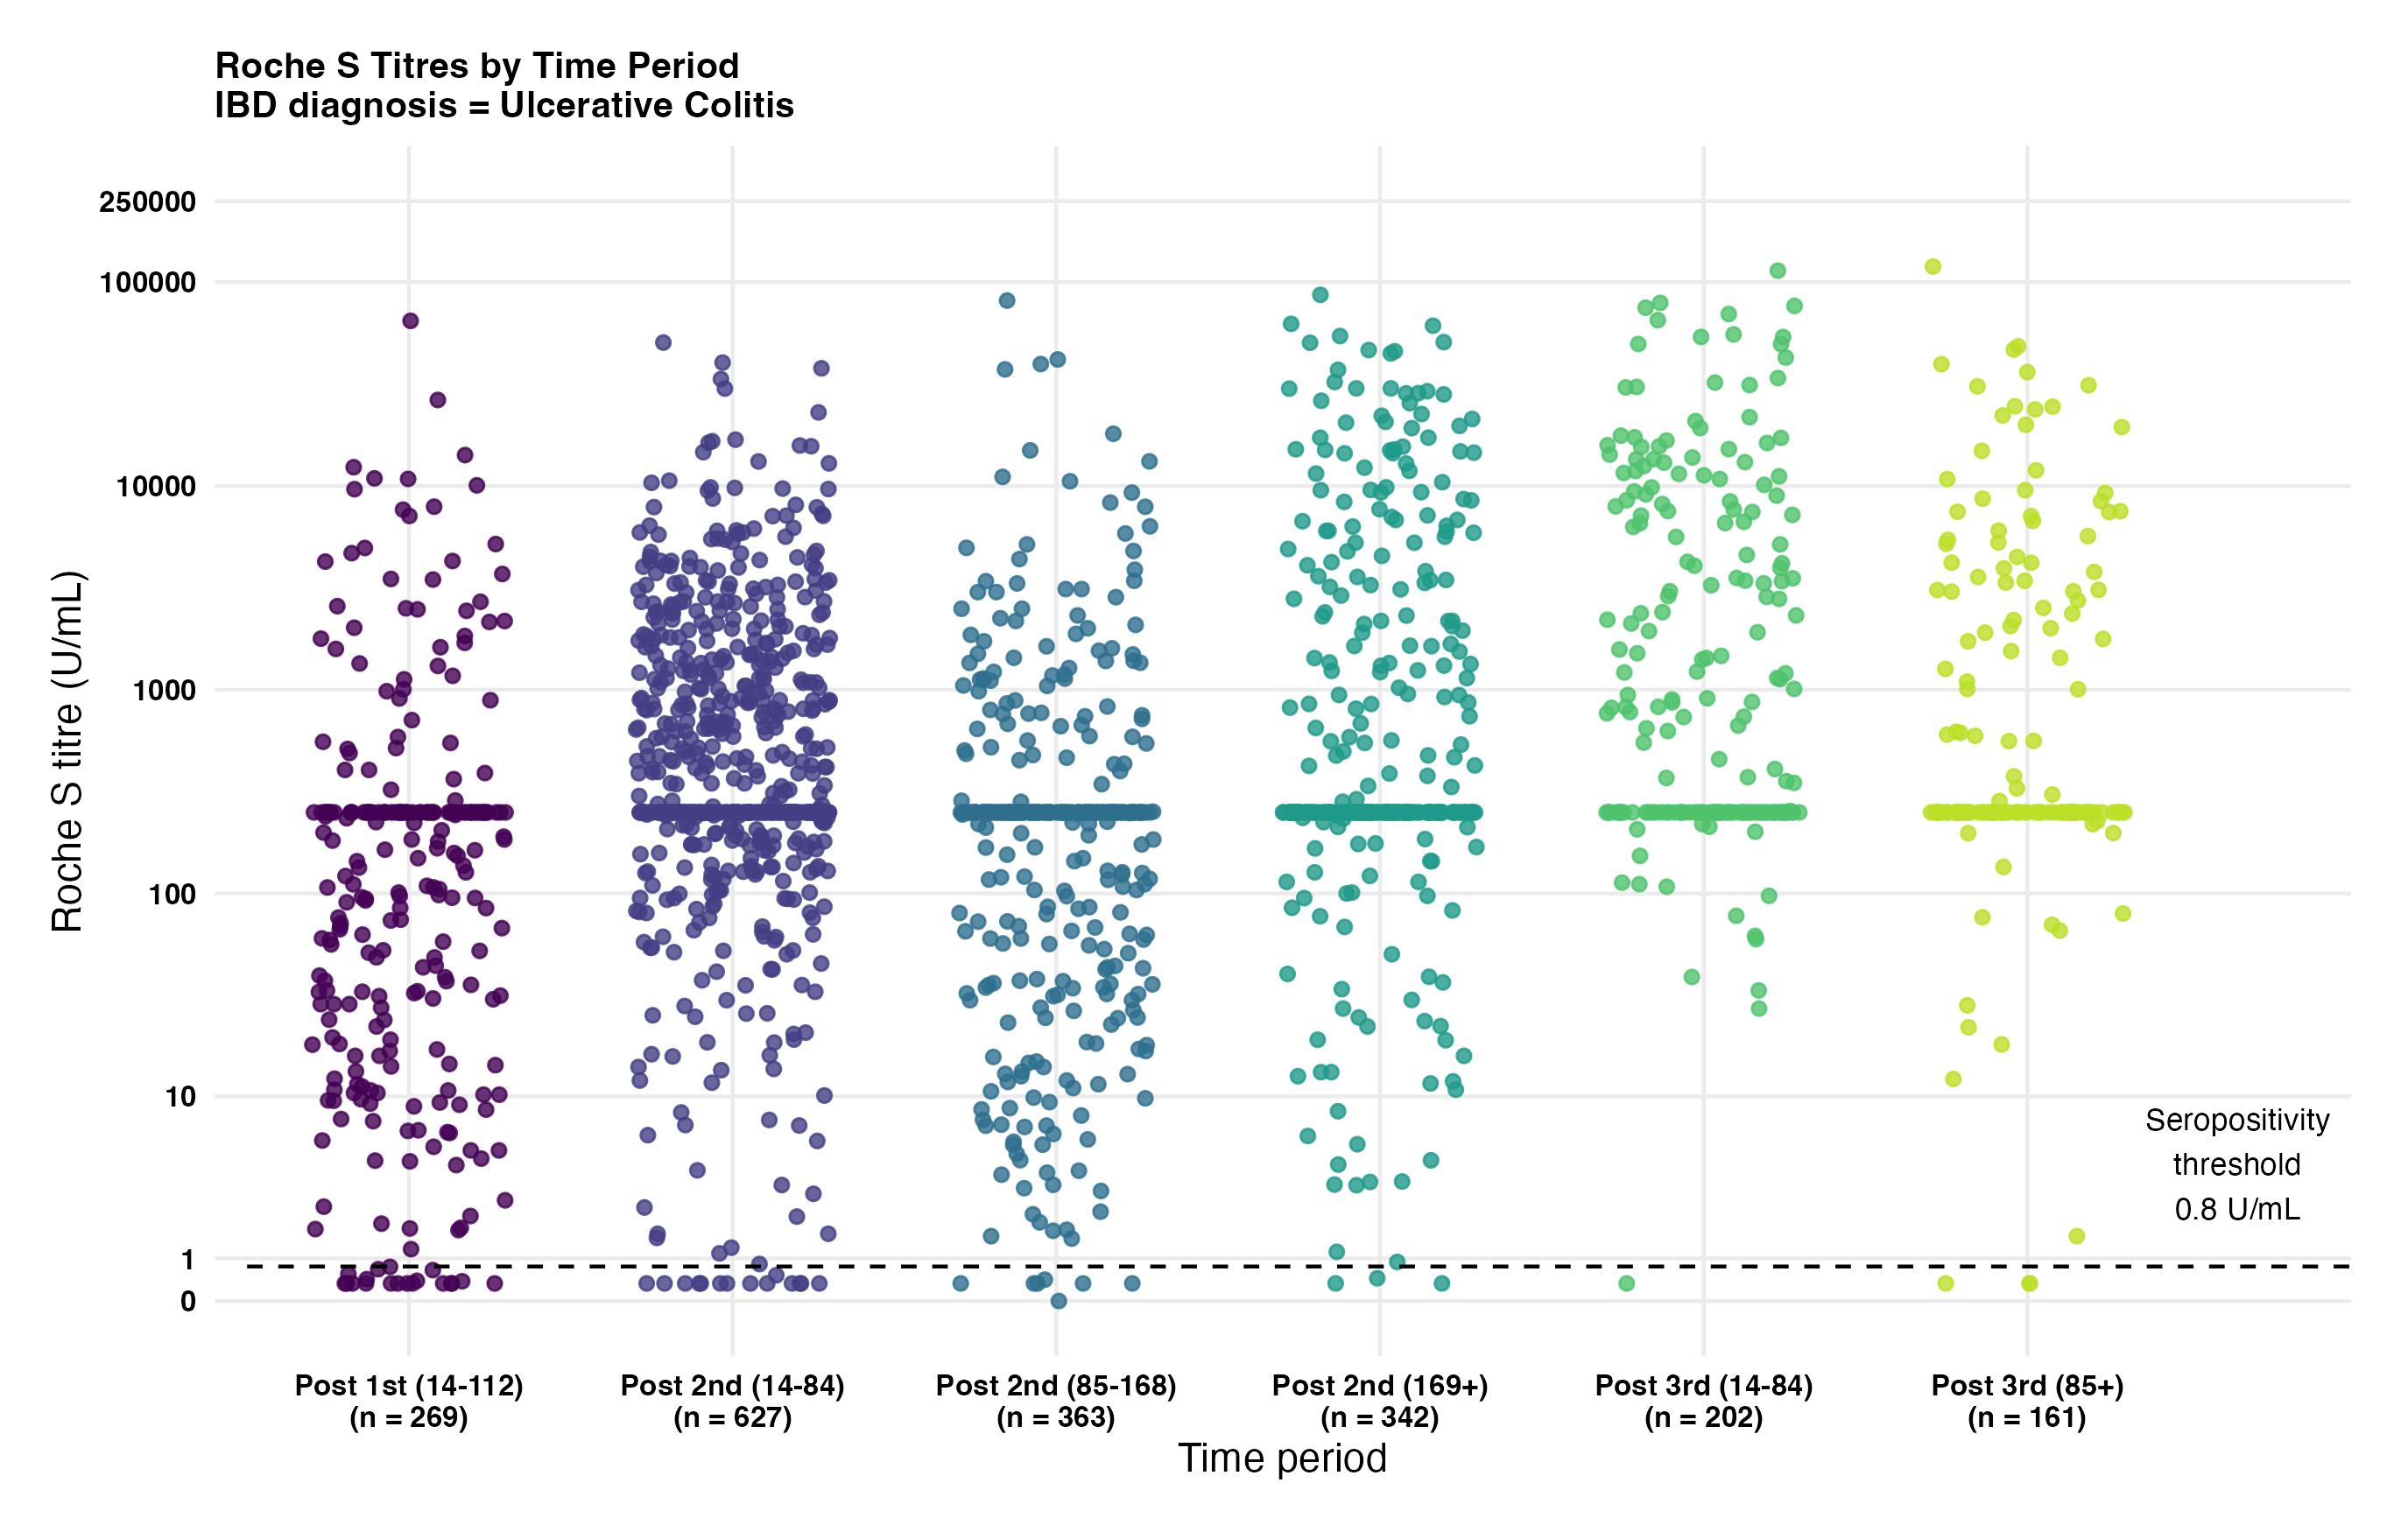 Roche S Titres by Time Period
IBD diagnosis = Ulcerative Colitis
Roche S titre (U/mL)
250000
100000
10000
1000
100
10
1
0
Seropositivity
threshold
0.8 U/mL
Post 1st (14-112)
(n = 269)
Post 2nd (14-84)
(n = 627)
Post 2nd (85-168)
(n = 363)
Post 2nd (169+)
(n = 342)
Post 3rd (14-84)
(n = 202)
Post 3rd (85+)
(n = 161)
Time period